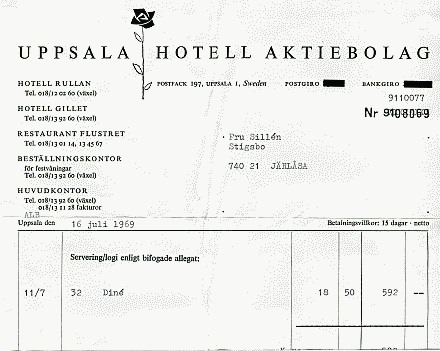 UPPSALA HOTELL AKTIEBOLAG
HOTELL RULLAN
Tel. 018/13 02 60 (växel)
POSTFACK 197, UPPSALA 1, Sweden POSTGIRO BANKGIRO
HOTELL GILLET
Tel. 018/13 92 60 (växel)
9110077
Nr
RESTAURANT FLUSTRET
Tel. 018/13 01 14, 13 45 67
Fru Sillén
Stigsbo
BESTÄLLNINGSKONTOR
för festvåningar
Tel. 018/13 92 60 (växel)
740 21 JÄRLÅSA
HUVUDKONTOR
Tel. 018/13 92 60 (växel)
018/13 21 28 fakturor
ALB
Uppsala den 16 juli 1969 Betalningsvillkor: 15 dagar - netto
Servering/logi enligt bifogade allegat:
11/7 32 Diné 18 50 592 --